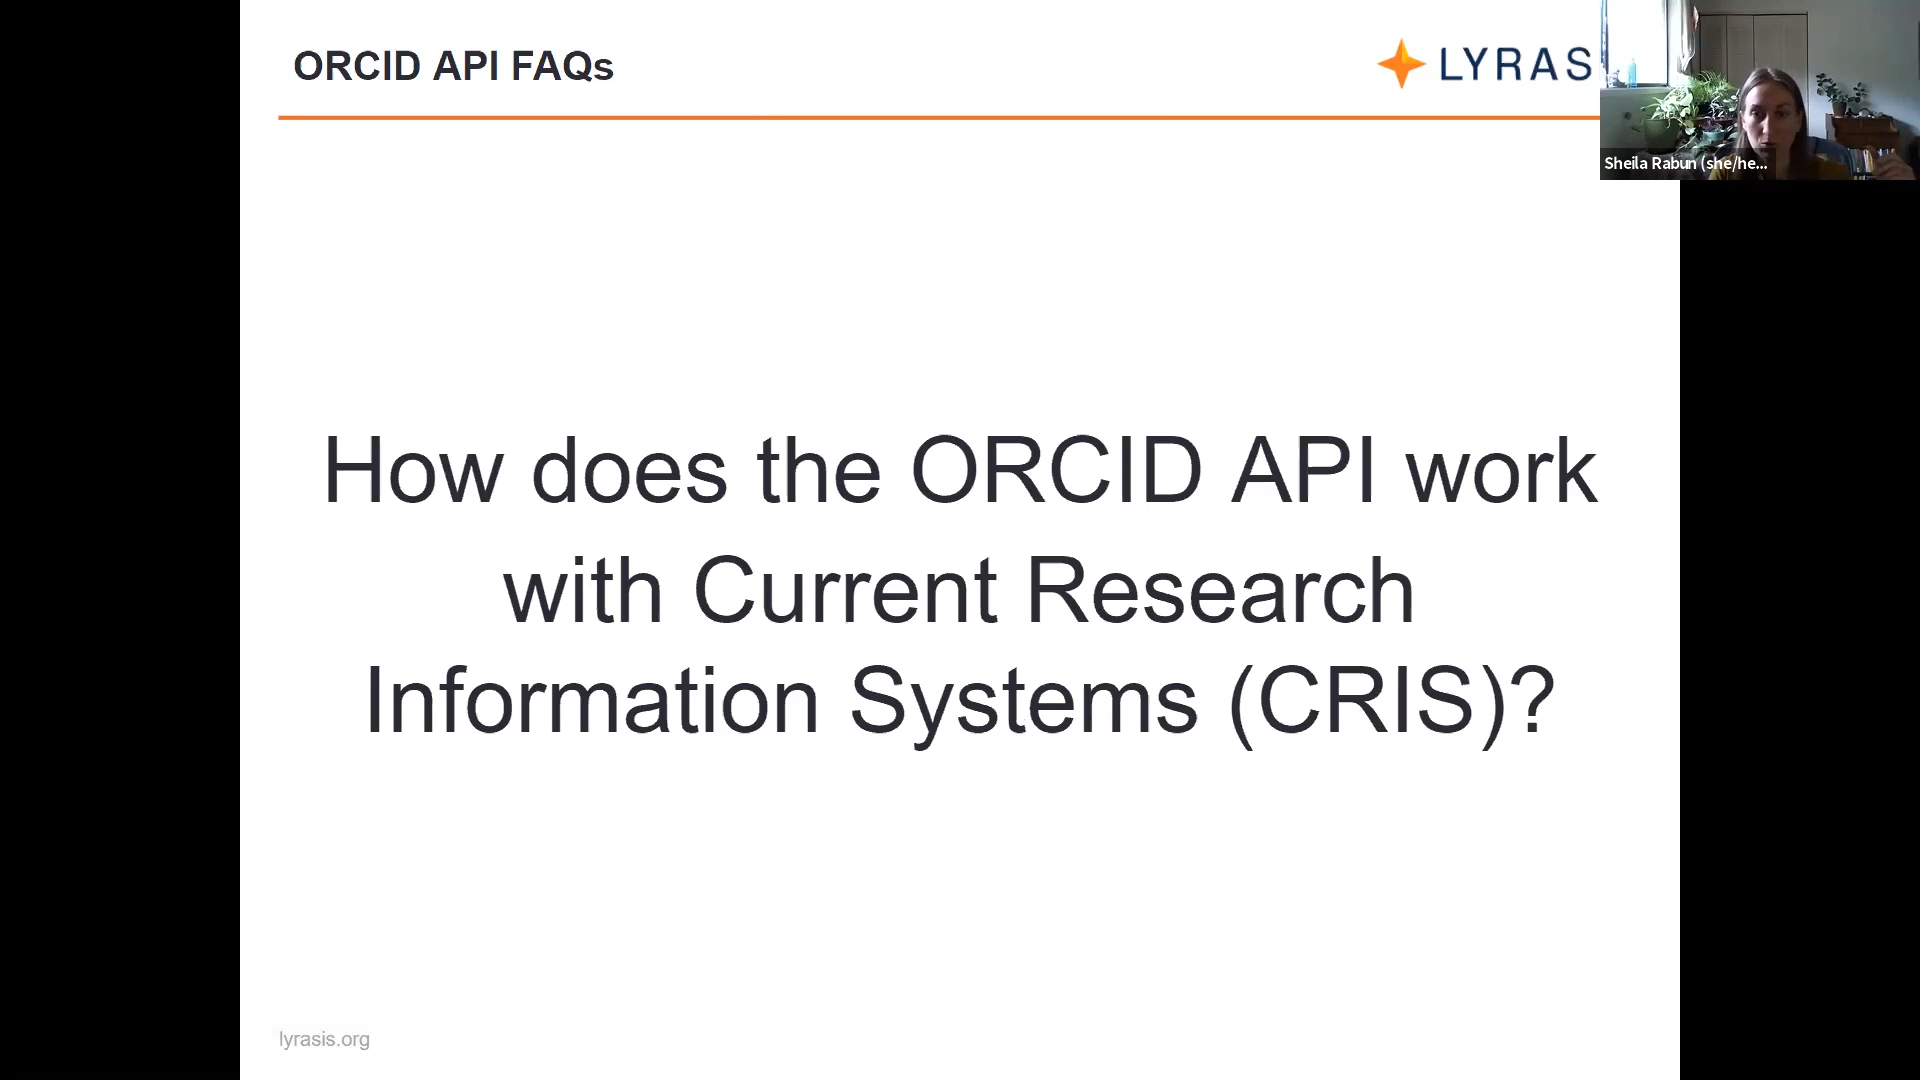 ORCID API FAQs
LYRAS
Sheila Rabun (she/he...
How does the ORCID API work
with Current Research
Information Systems (CRIS)?
lyrasis.org